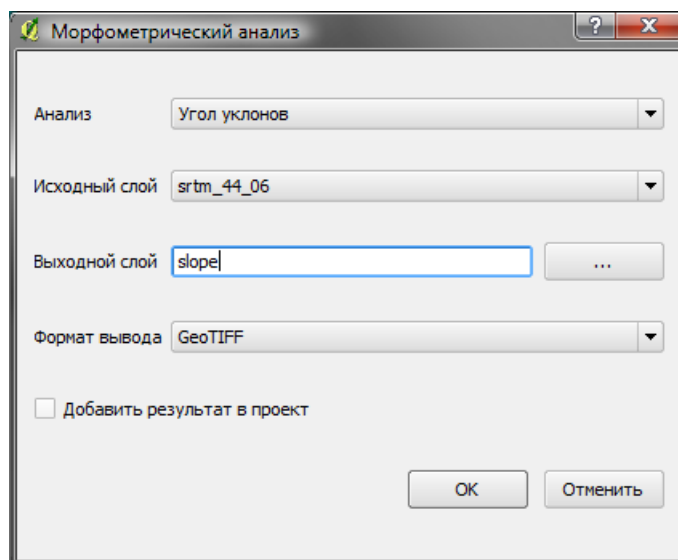 Морфометрический анализ
Анализ Угол уклонов
Исходный слой srtm_44_06
Выходной слой slope ...
Формат вывода GeoTIFF
Добавить результат в проект
OK Отменить